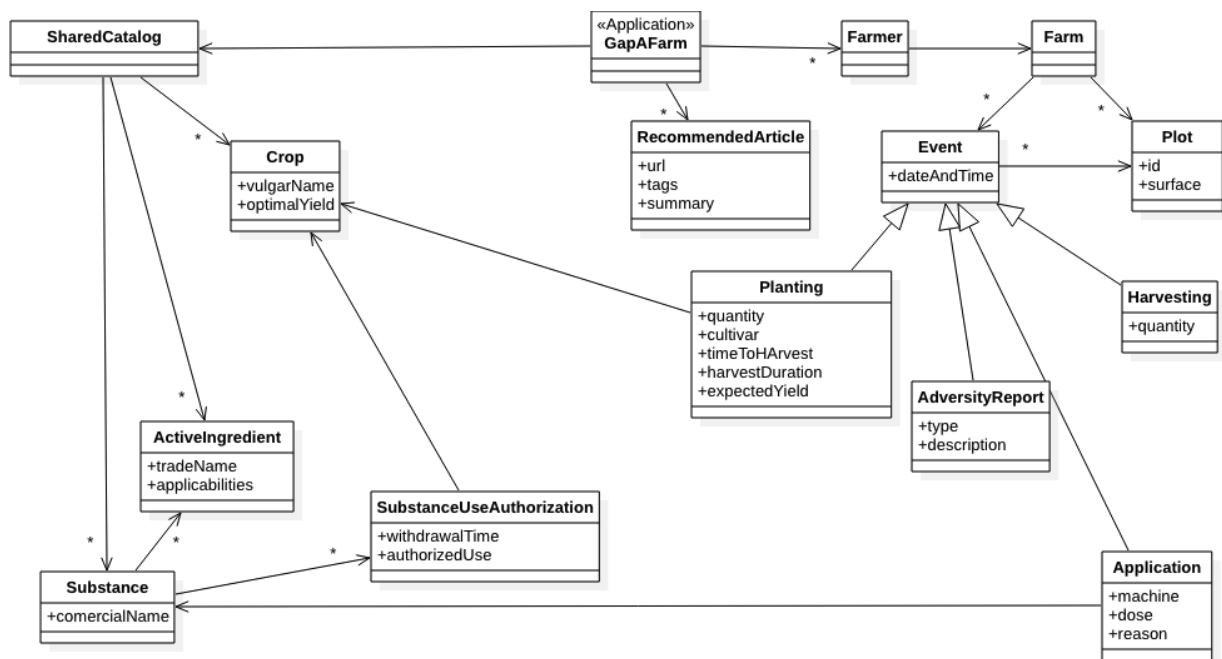 SharedCatalog
«Application»
GapAFarm
Farmer
Farm
*
*
*
*
*
RecommendedArticle
+url
+tags
+summary
Event
+dateAndTime
*
Plot
+id
+surface
Crop
+vulgarName
+optimalYield
Planting
+quantity
+cultivar
+timeToHArvest
+harvestDuration
+expectedYield
Harvesting
+quantity
AdversityReport
+type
+description
*
ActiveIngredient
+tradeName
+applicabilities
SubstanceUseAuthorization
+withdrawalTime
+authorizedUse
*
*
*
Substance
+comercialName
Application
+machine
+dose
+reason